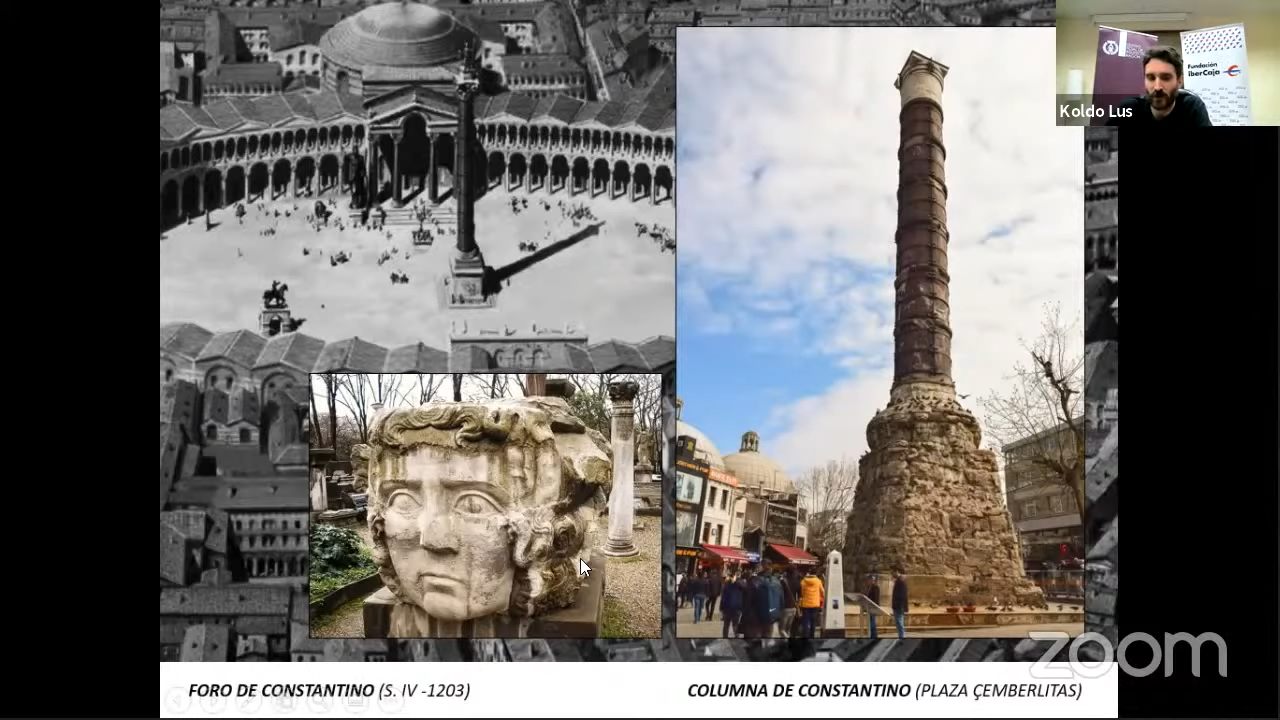 Fundación
iberCaja
Koldo Lus
zoom
FORO DE CONSTANTINO (S. IV -1203)
COLUMNA DE CONSTANTINO (PLAZA ÇEMBERLITAS)